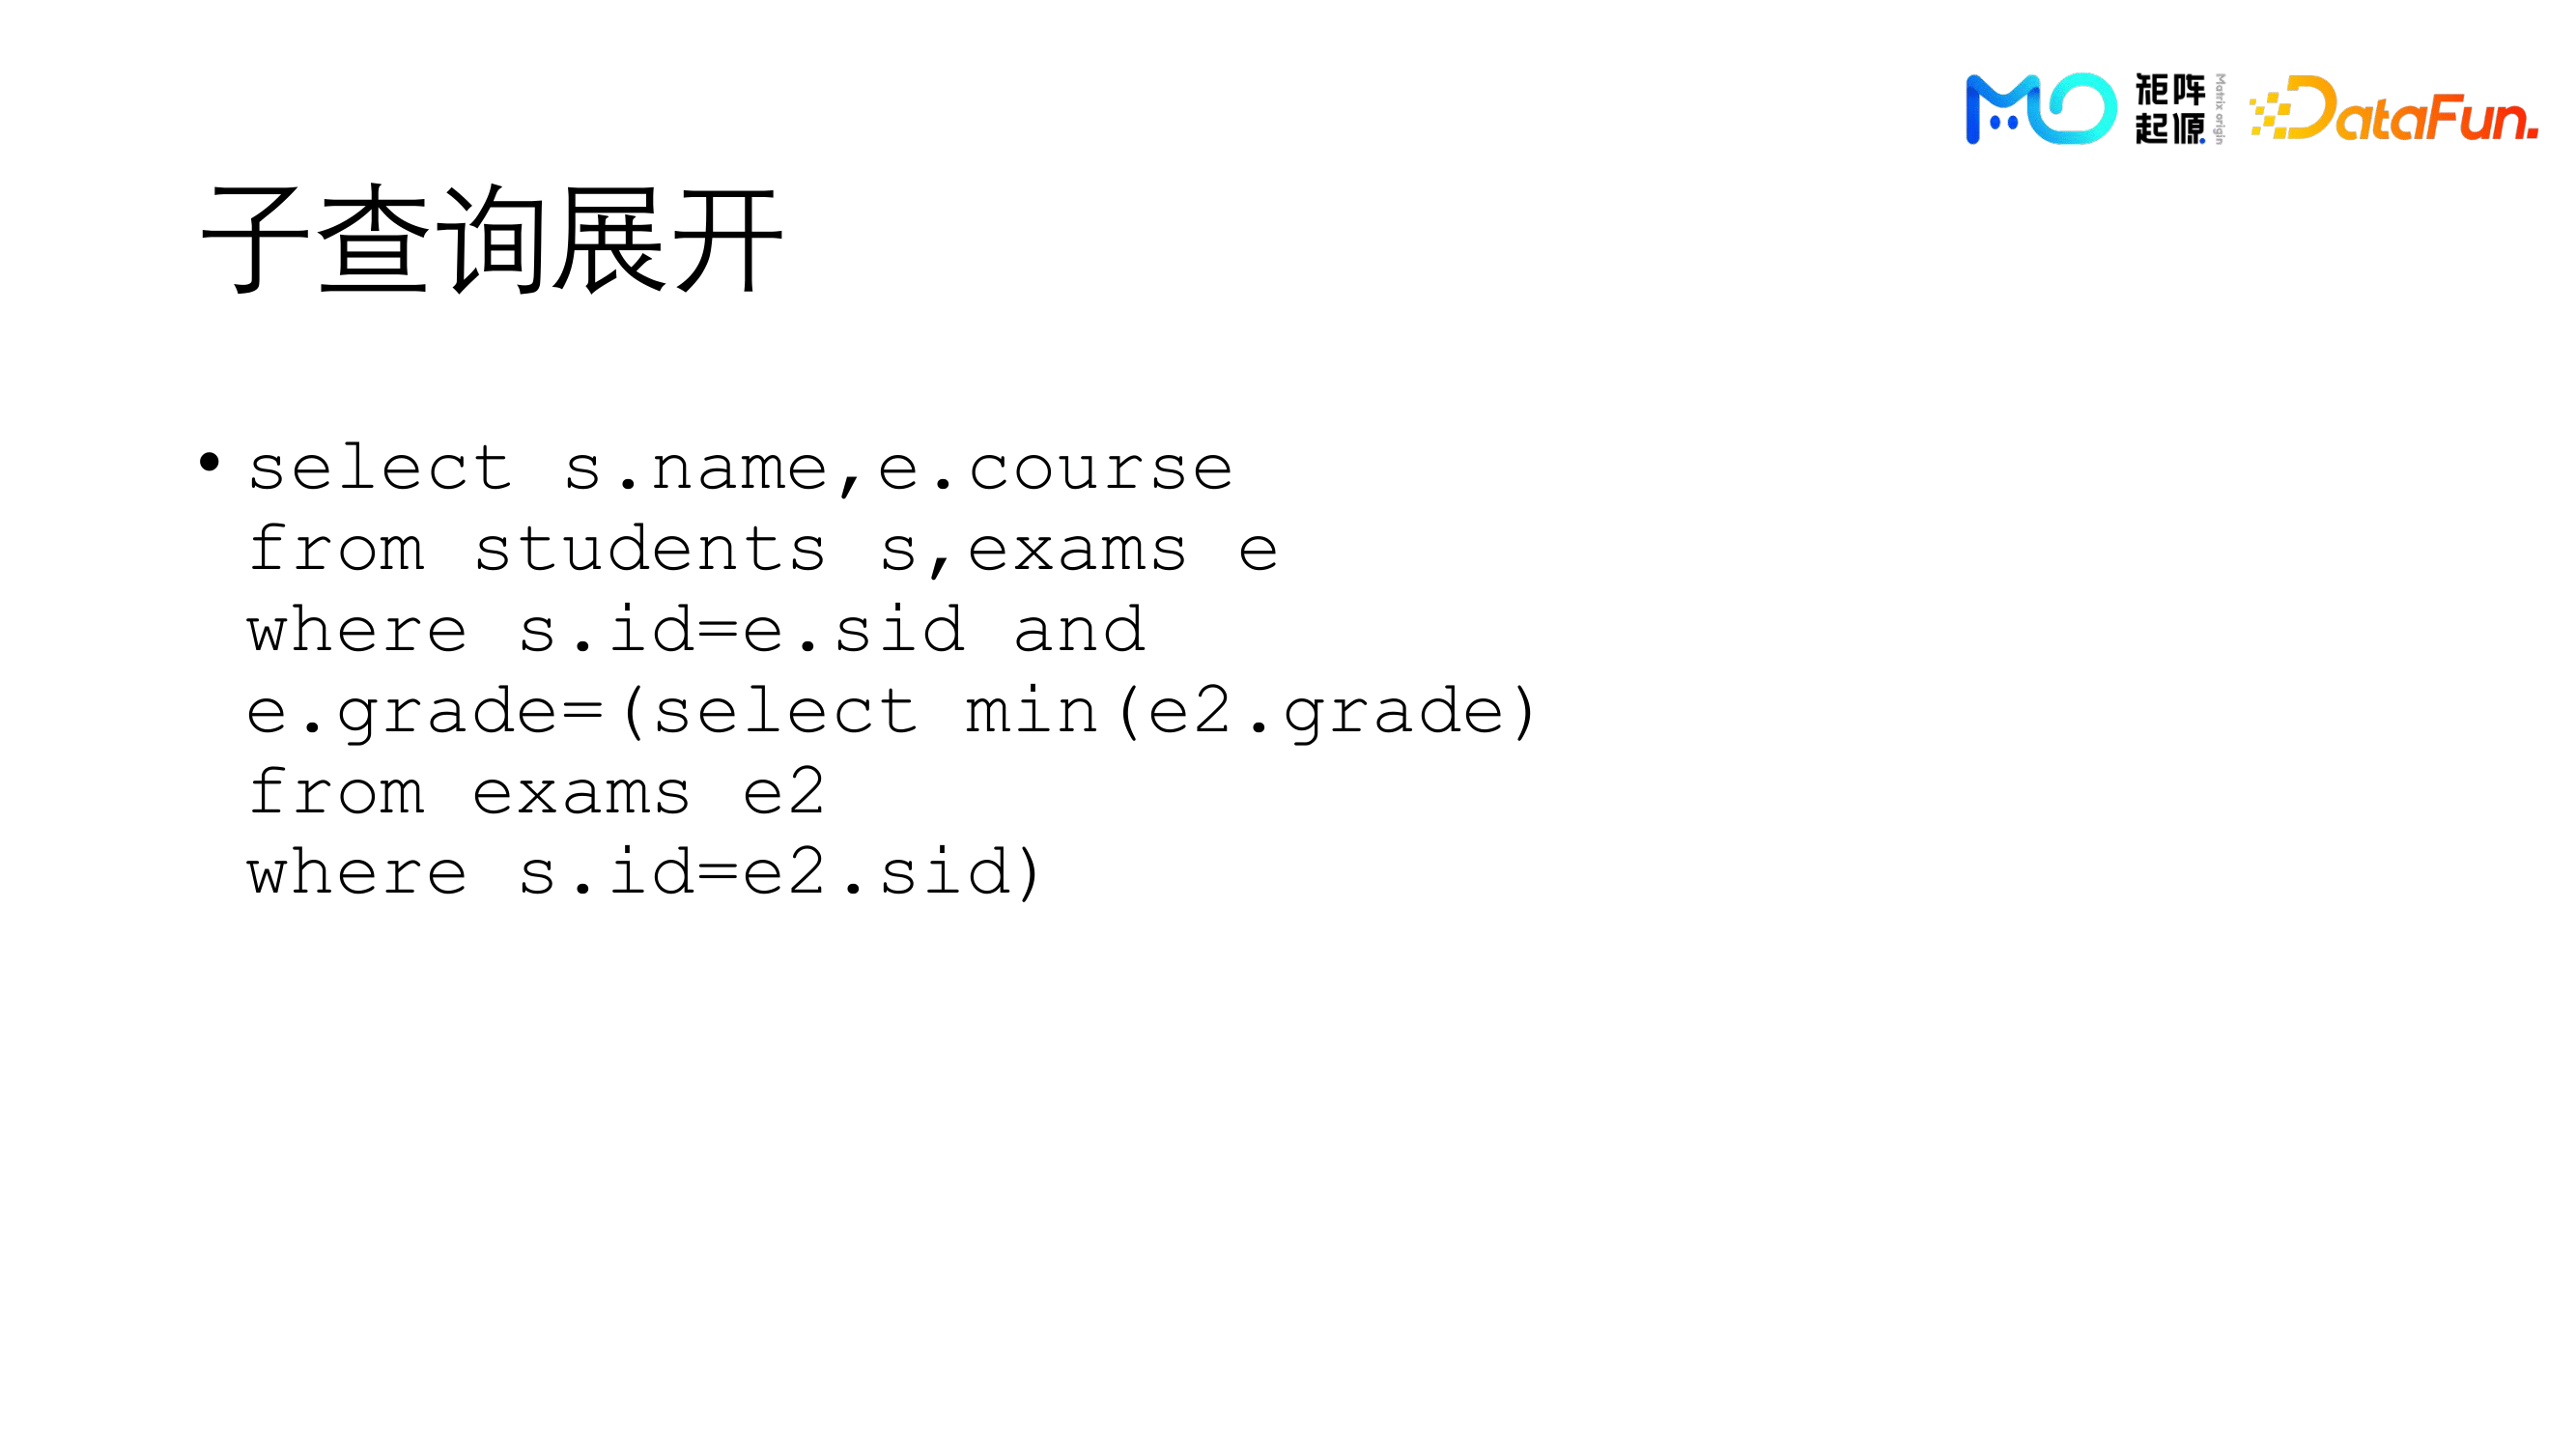 MO 矩阵
起源
Matrix origin
DataFun.
子查询展开
• select s.name,e.course
from students s,exams e
where s.id=e.sid and
e.grade=(select min(e2.grade)
from exams e2
where s.id=e2.sid)